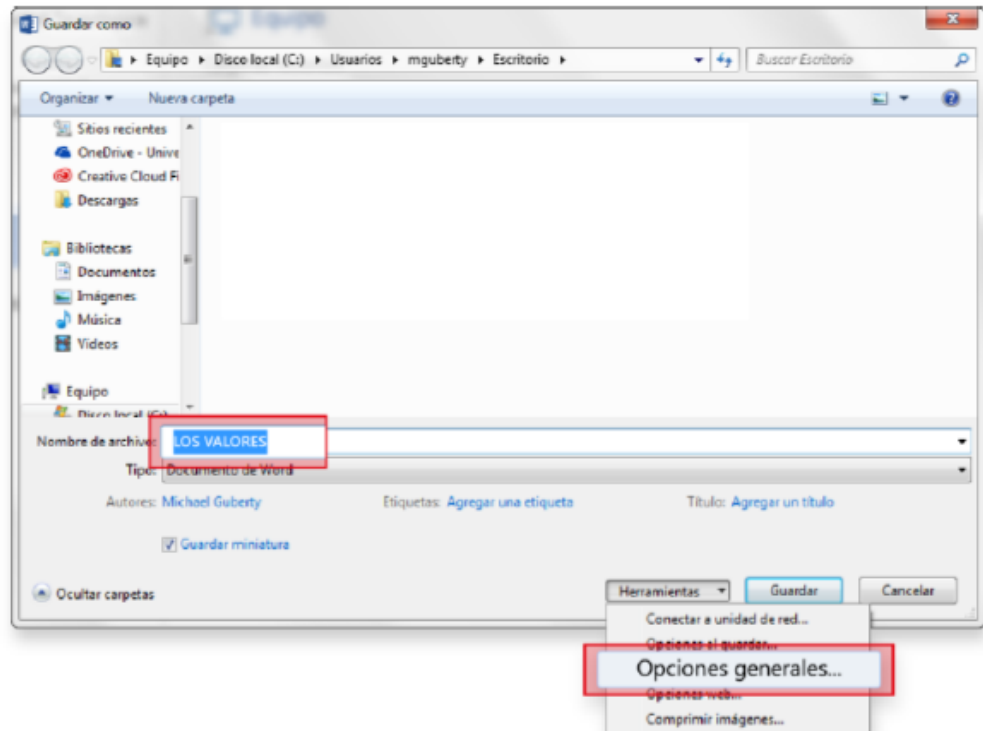 Guardar como
Equipo
Equipo Disco local (C:) Usuarios mguberty Escritorio Buscar Escritorio
Organizar Nueva carpeta
Sitios recientes
OneDrive - Unive
Creative Cloud Fi
Descargas
Bibliotecas
Documentos
Imágenes
Música
Videos
Equipo
Disco local (C:)
Nombre de archivo: LOS VALORES
Tipo: Documento de Word
Autores: Michael Guberty Etiquetas: Agregar una etiqueta Título: Agregar un título
Guardar miniatura
Ocultar carpetas Herramientas Guardar Cancelar
Conectar a unidad de red...
Opciones al guardar...
Opciones generales...
Opciones web...
Comprimir imágenes...